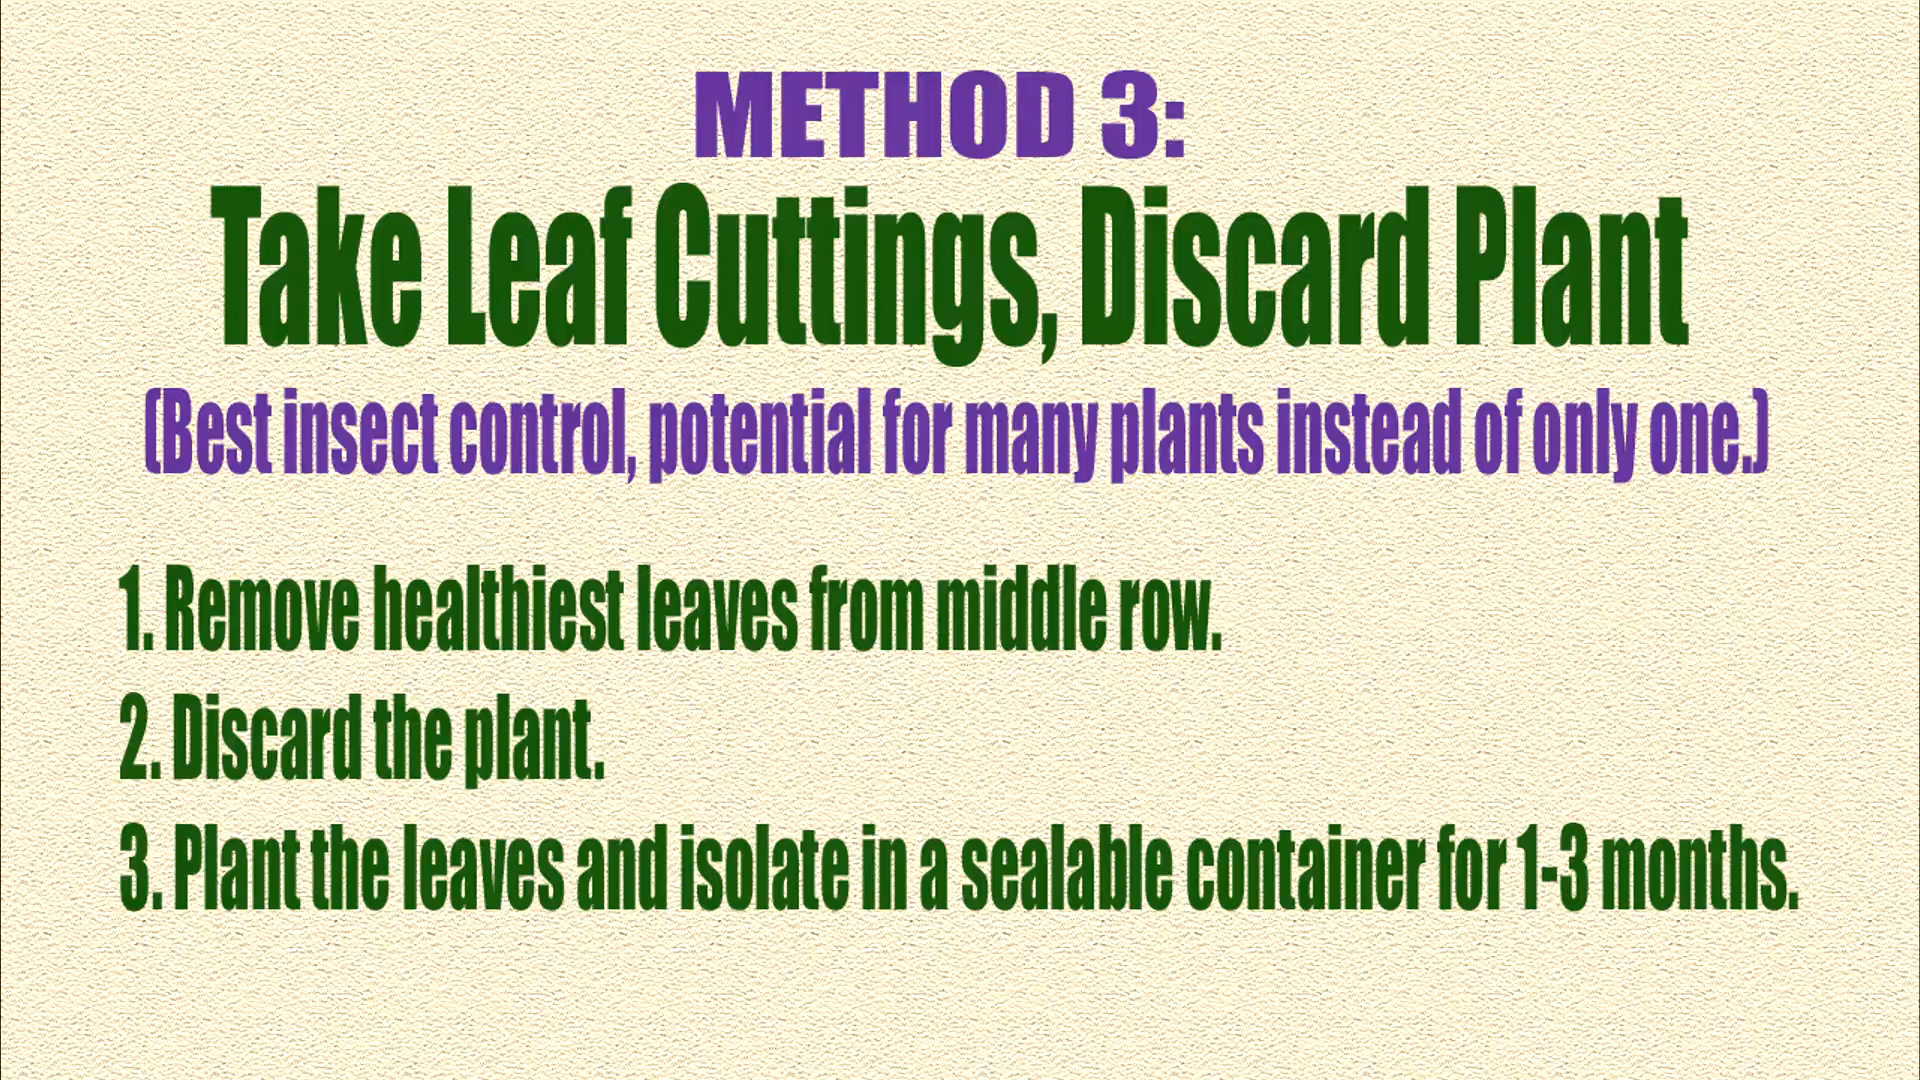 METHOD 3:
Take Leaf Cuttings, Discard Plant
(Best insect control, potential for many plants instead of only one.)
1. Remove healthiest leaves from middle row.
2. Discard the plant.
3. Plant the leaves and isolate in a sealable container for 1-3 months.